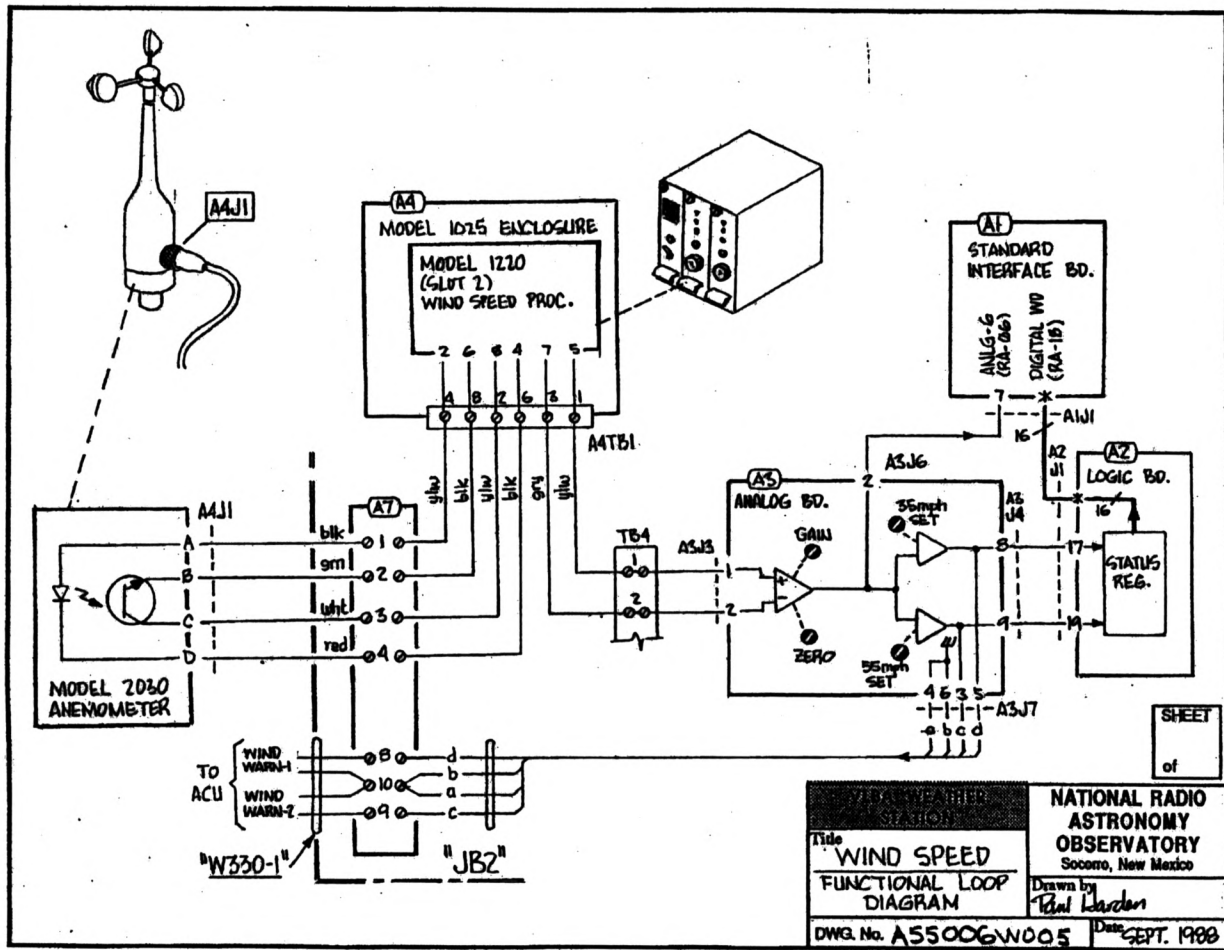 A4J1
A4
MODEL 1025 ENCLOSURE
MODEL 1220
(SLOT 2)
WIND SPEED PROC.
2 6 8 4 7 5
4 8 2 6 3 1
A4TB1
ylw blk ylw blk gry ylw
A1
STANDARD
INTERFACE BD.
ANLG-6
(RA-06)
DIGITAL WD
(RA-1B)
7 *
A1J1
16
A2
J1
A2
LOGIC BD.
* 16
17
STATUS
REG.
19
A3J6
2
A3
ANALOG BD.
35mph
SET
GAIN
A3J3
1
+
2
-
ZERO
55mph
SET
8
9
J4
4 6 3 5
A3J7
a b c d
TB4
1
2
A7
A4J1
A blk 1
B grn 2
C wht 3
D red 4
MODEL 2030
ANEMOMETER
TO
ACU
WIND
WARN-1
WIND
WARN-2
8 d
b
10
a
9 c
"W330-1"
"JB2"
SHEET
of
WEATHER
STATION
Title
WIND SPEED
FUNCTIONAL LOOP
DIAGRAM
NATIONAL RADIO
ASTRONOMY
OBSERVATORY
Socorro, New Mexico
Drawn by
Paul Harden
DWG. No. A55006W005
Date SEPT. 1988